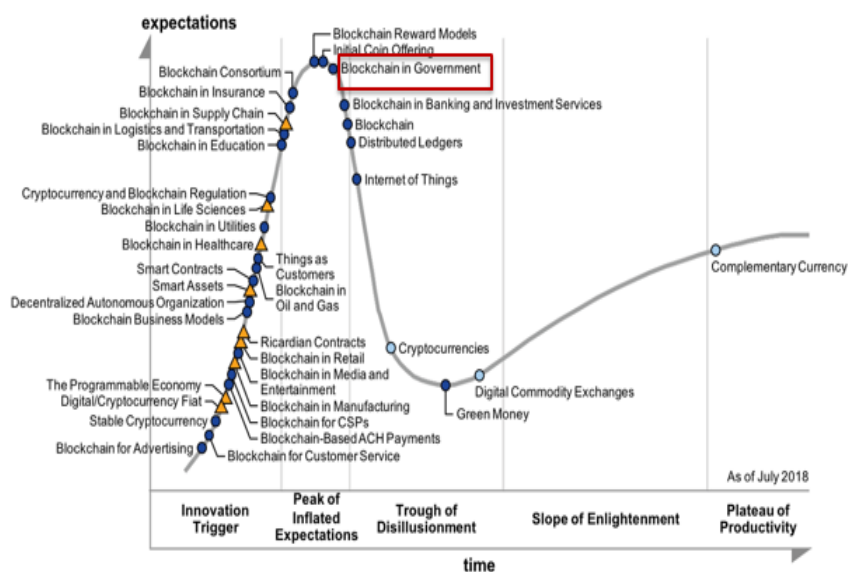 expectations
Blockchain Reward Models
Initial Coin Offering
Blockchain in Government
Blockchain Consortium
Blockchain in Insurance
Blockchain in Supply Chain
Blockchain in Logistics and Transportation
Blockchain in Education
Blockchain in Banking and Investment Services
Blockchain
Distributed Ledgers
Internet of Things
Cryptocurrency and Blockchain Regulation
Blockchain in Life Sciences
Blockchain in Utilities
Blockchain in Healthcare
Smart Contracts
Smart Assets
Decentralized Autonomous Organization
Blockchain Business Models
Things as
Customers
Blockchain in
Oil and Gas
Ricardian Contracts
Blockchain in Retail
Blockchain in Media and
Entertainment
Blockchain in Manufacturing
Blockchain for CSPs
Blockchain-Based ACH Payments
Blockchain for Customer Service
The Programmable Economy
Digital/Cryptocurrency Fiat
Stable Cryptocurrency
Blockchain for Advertising
Cryptocurrencies
Digital Commodity Exchanges
Green Money
Complementary Currency
As of July 2018
Innovation
Trigger
Peak of
Inflated
Expectations
Trough of
Disillusionment
Slope of Enlightenment
Plateau of
Productivity
time